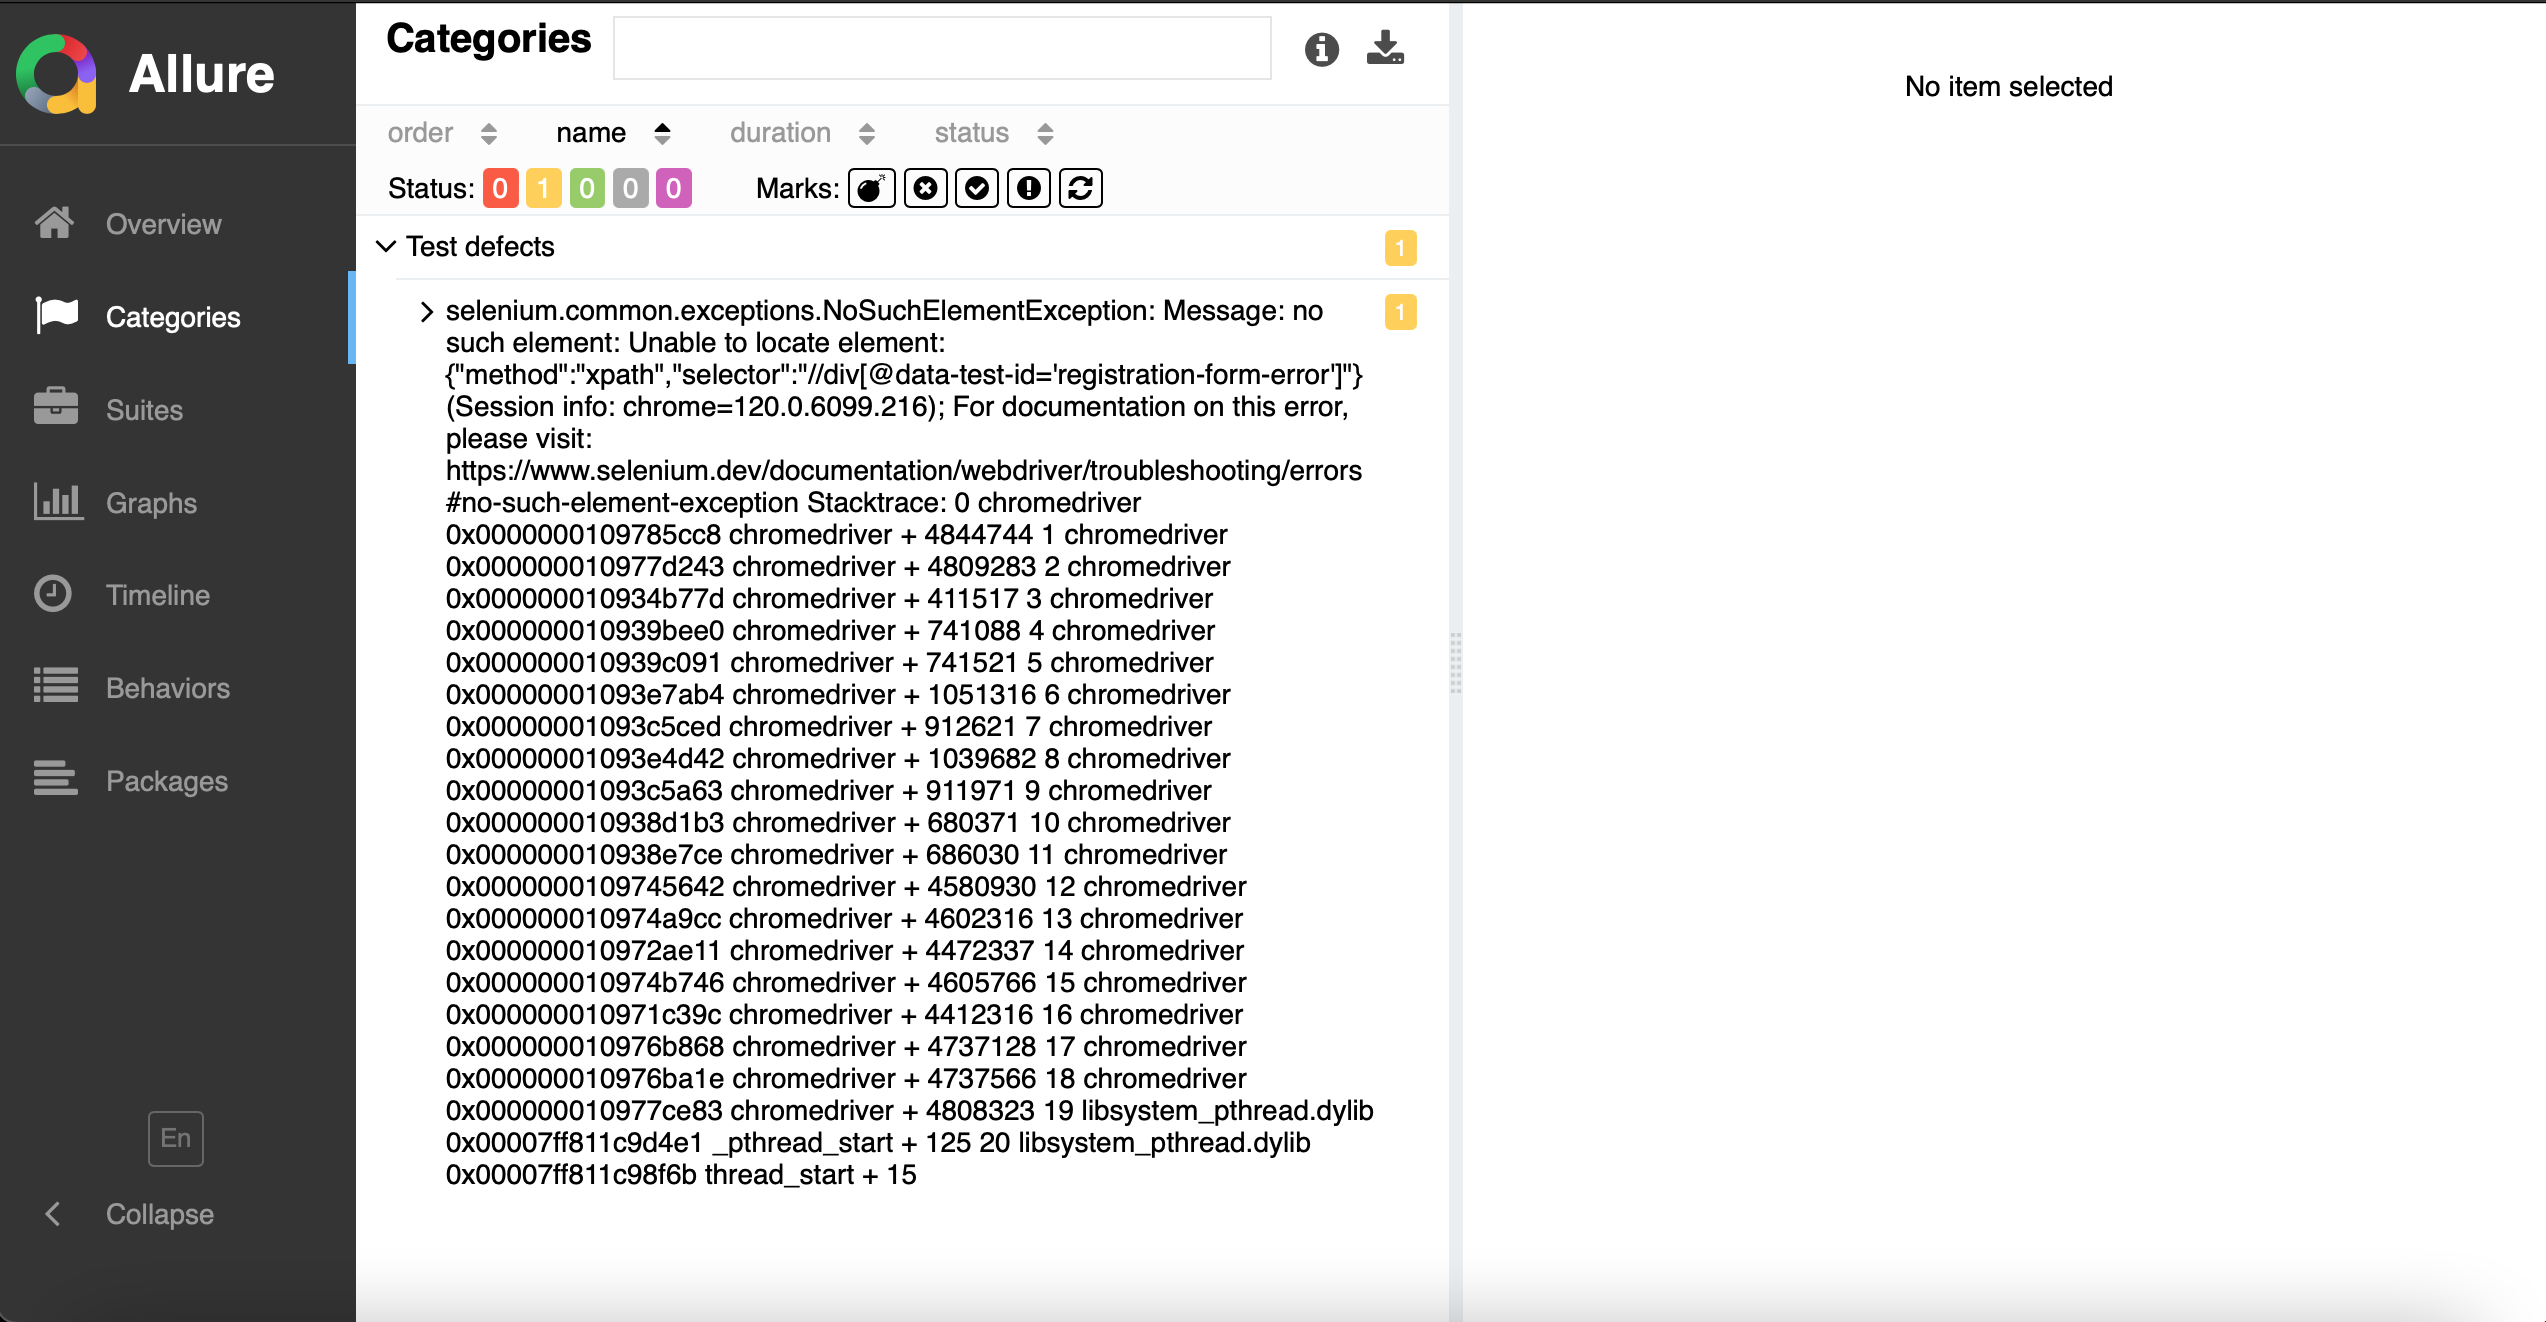 Allure
Overview
Categories
Suites
Graphs
Timeline
Behaviors
Packages
En
Collapse
Categories
order name duration status
Status: 0 1 0 0 0 Marks:
Test defects 1
selenium.common.exceptions.NoSuchElementException: Message: no 1
such element: Unable to locate element:
{"method":"xpath","selector":"//div[@data-test-id='registration-form-error']"}
(Session info: chrome=120.0.6099.216); For documentation on this error,
please visit:
https://www.selenium.dev/documentation/webdriver/troubleshooting/errors
#no-such-element-exception Stacktrace: 0 chromedriver
0x0000000109785cc8 chromedriver + 4844744 1 chromedriver
0x000000010977d243 chromedriver + 4809283 2 chromedriver
0x000000010934b77d chromedriver + 411517 3 chromedriver
0x000000010939bee0 chromedriver + 741088 4 chromedriver
0x000000010939c091 chromedriver + 741521 5 chromedriver
0x00000001093e7ab4 chromedriver + 1051316 6 chromedriver
0x00000001093c5ced chromedriver + 912621 7 chromedriver
0x00000001093e4d42 chromedriver + 1039682 8 chromedriver
0x00000001093c5a63 chromedriver + 911971 9 chromedriver
0x000000010938d1b3 chromedriver + 680371 10 chromedriver
0x000000010938e7ce chromedriver + 686030 11 chromedriver
0x0000000109745642 chromedriver + 4580930 12 chromedriver
0x000000010974a9cc chromedriver + 4602316 13 chromedriver
0x000000010972ae11 chromedriver + 4472337 14 chromedriver
0x000000010974b746 chromedriver + 4605766 15 chromedriver
0x000000010971c39c chromedriver + 4412316 16 chromedriver
0x000000010976b868 chromedriver + 4737128 17 chromedriver
0x000000010976ba1e chromedriver + 4737566 18 chromedriver
0x000000010977ce83 chromedriver + 4808323 19 libsystem_pthread.dylib
0x00007ff811c9d4e1 _pthread_start + 125 20 libsystem_pthread.dylib
0x00007ff811c98f6b thread_start + 15
No item selected